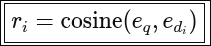 r_i = cosine(e_q, e_{d_i})